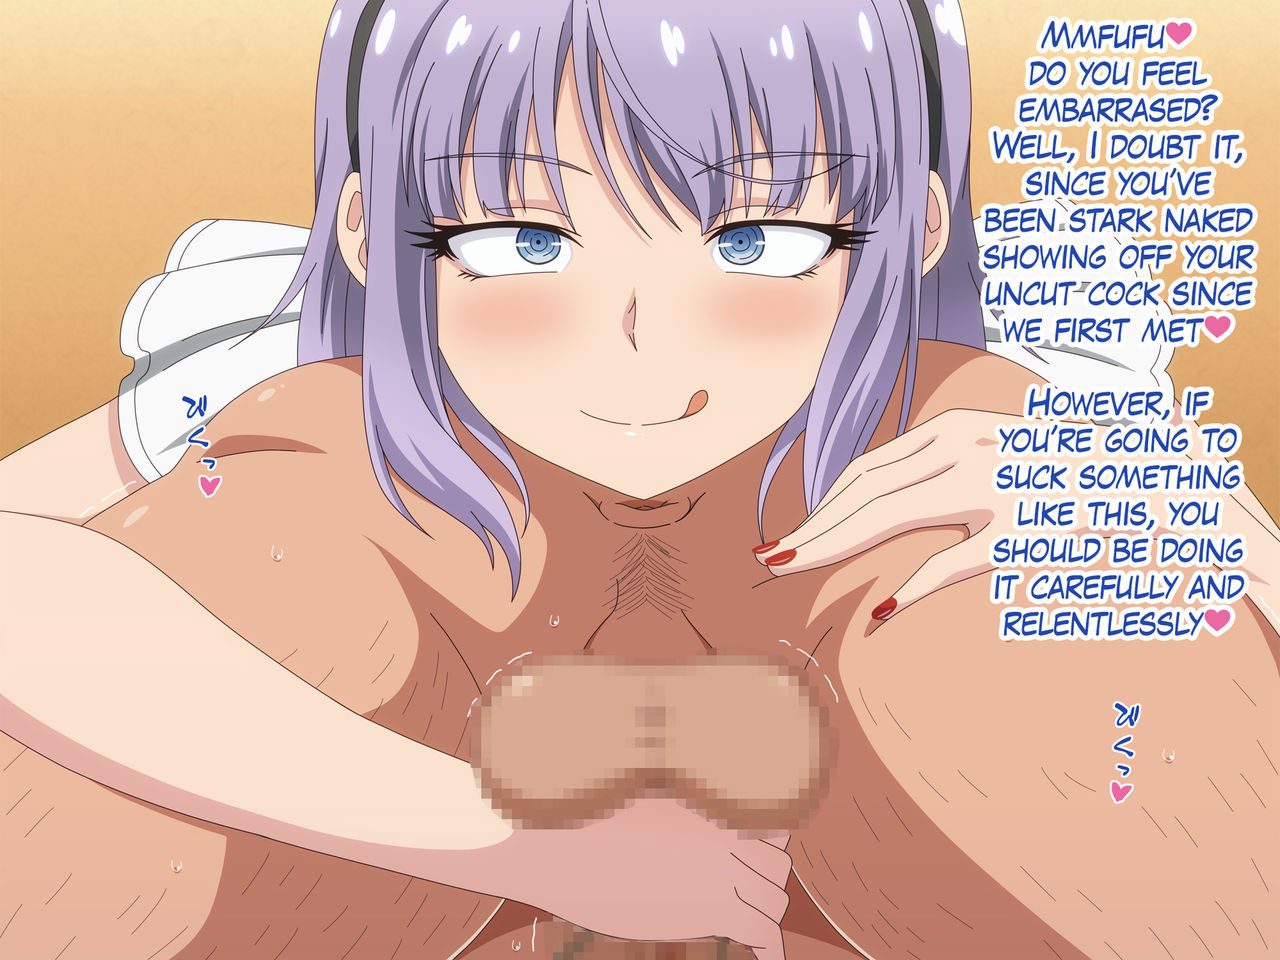 MMFUFU♥
DO YOU FEEL
EMBARRASED?
WELL, I DOUBT IT,
SINCE YOU'VE
BEEN STARK NAKED
SHOWING OFF YOUR
UNCUT COCK SINCE
WE FIRST MET♥
HOWEVER, IF
YOU'RE GOING TO
SUCK SOMETHING
LIKE THIS, YOU
SHOULD BE DOING
IT CAREFULLY AND
RELENTLESSLY♥